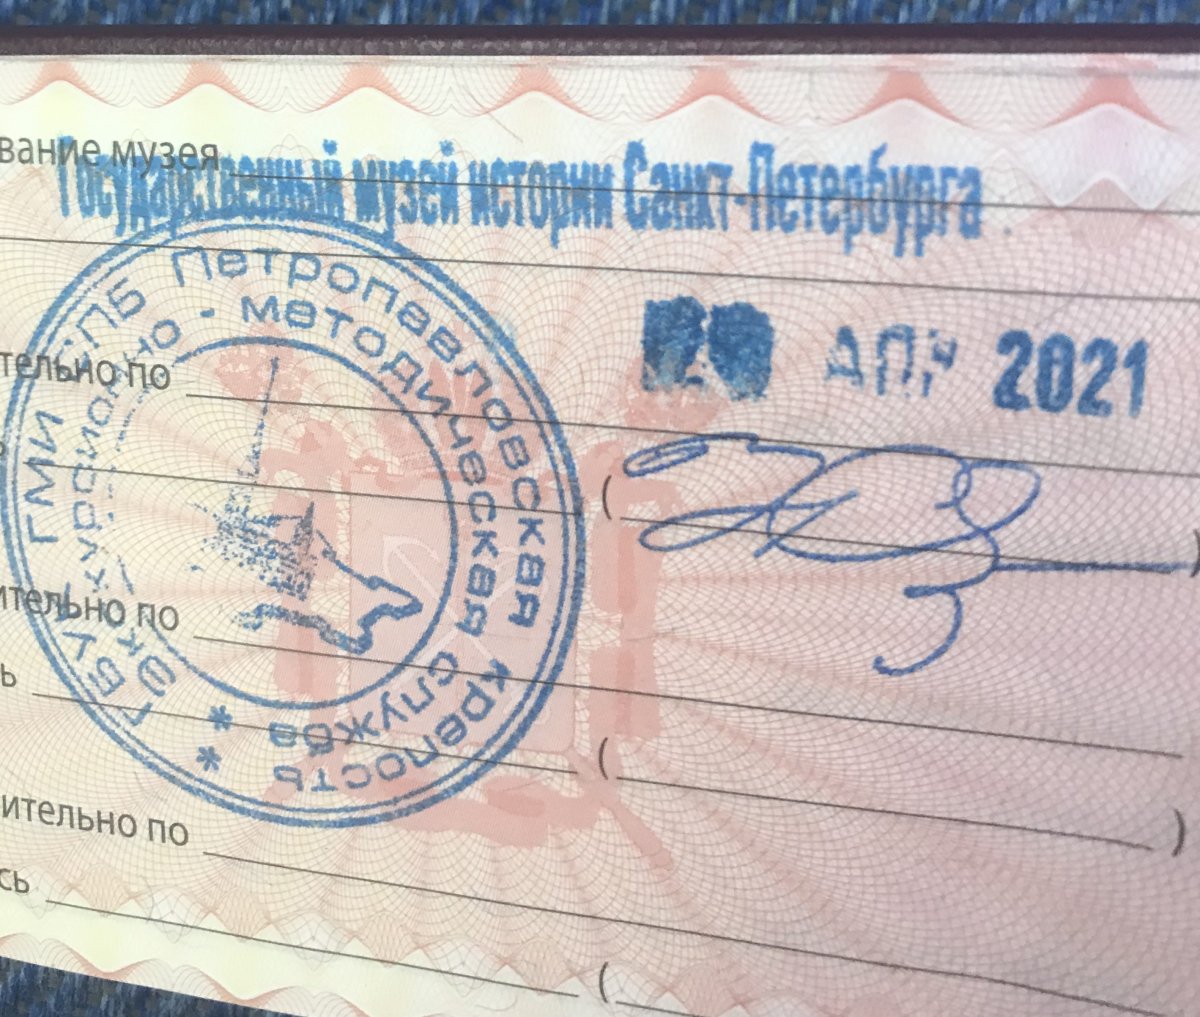 вание музея
Государственный музей истории Санкт-Петербурга
ГБУК ГМИ СПБ Петропавловская крепость
Экскурсионно - методическая служба
* *
тельно по
АПР 2021
(
)
ительно по
ь
(
)
ительно по
сь
(